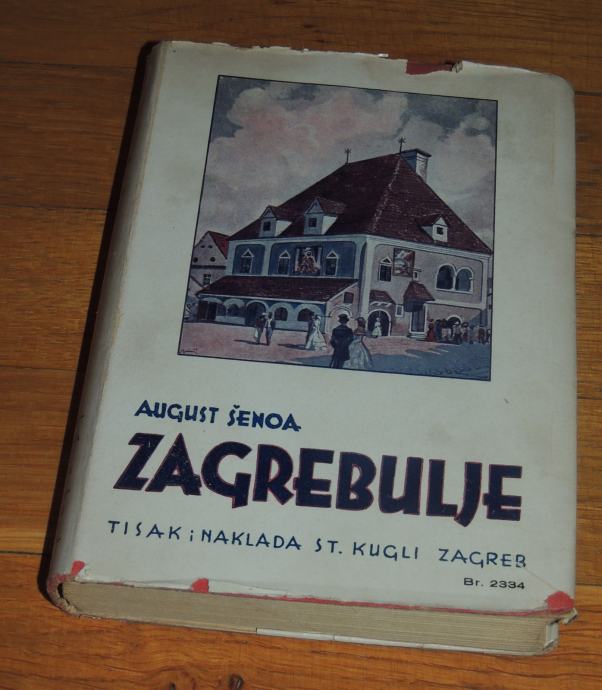 AUGUST ŠENOA
ZAGREBULJE
TISAK i NAKLADA ST. KUGLI ZAGREB
Br. 2334